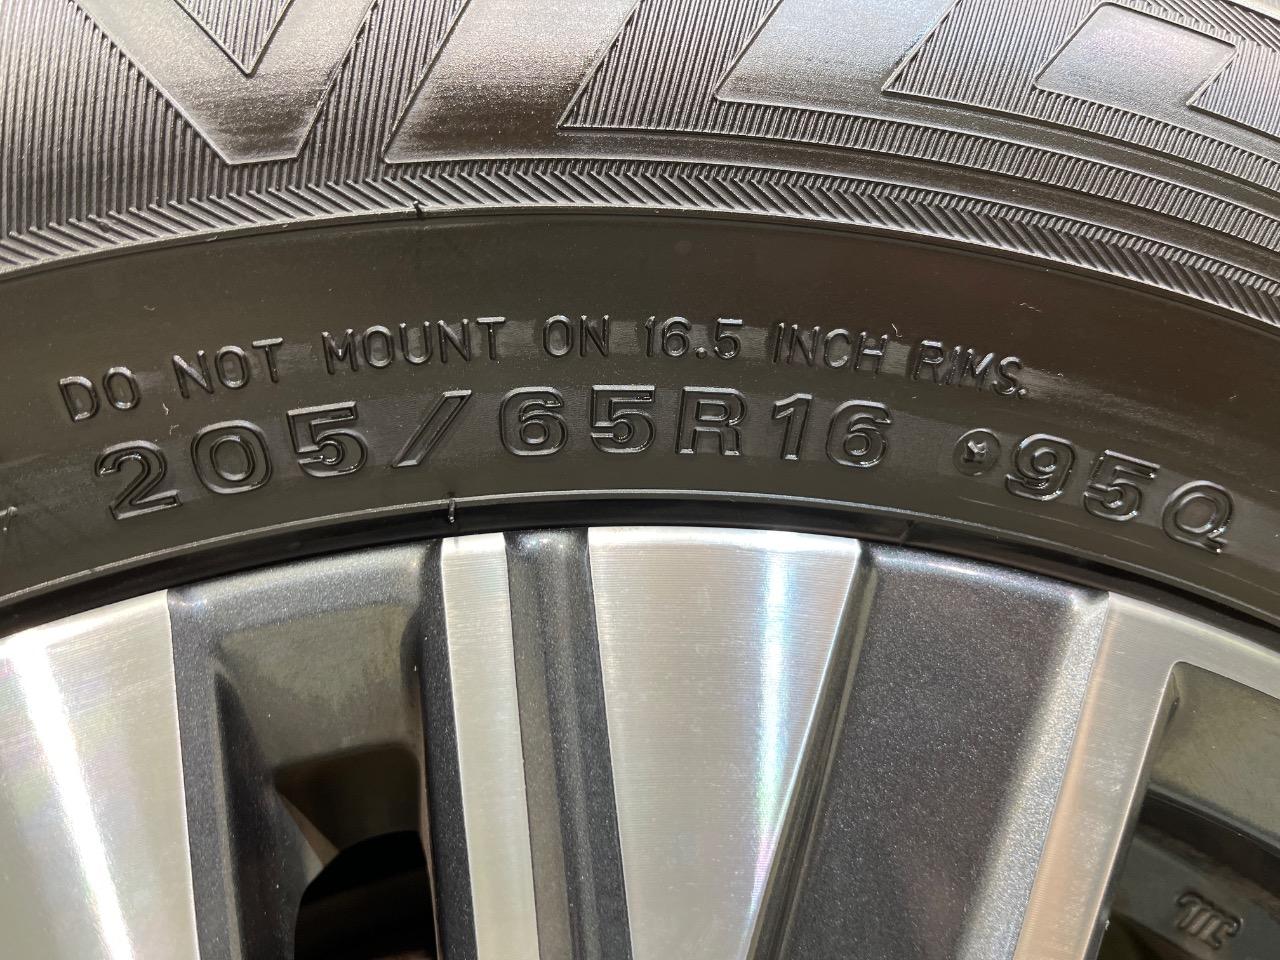 DO NOT MOUNT ON 16.5 INCH RIMS.
205/65R16 95Q